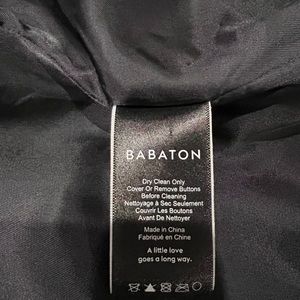 BABATON
Dry Clean Only
Cover Or Remove Buttons
Before Cleaning
Nettoyage à Sec Seulement
Couvrir Les Boutons
Avant De Nettoyer
Made in China
Fabriqué en Chine
A little love
goes a long way.